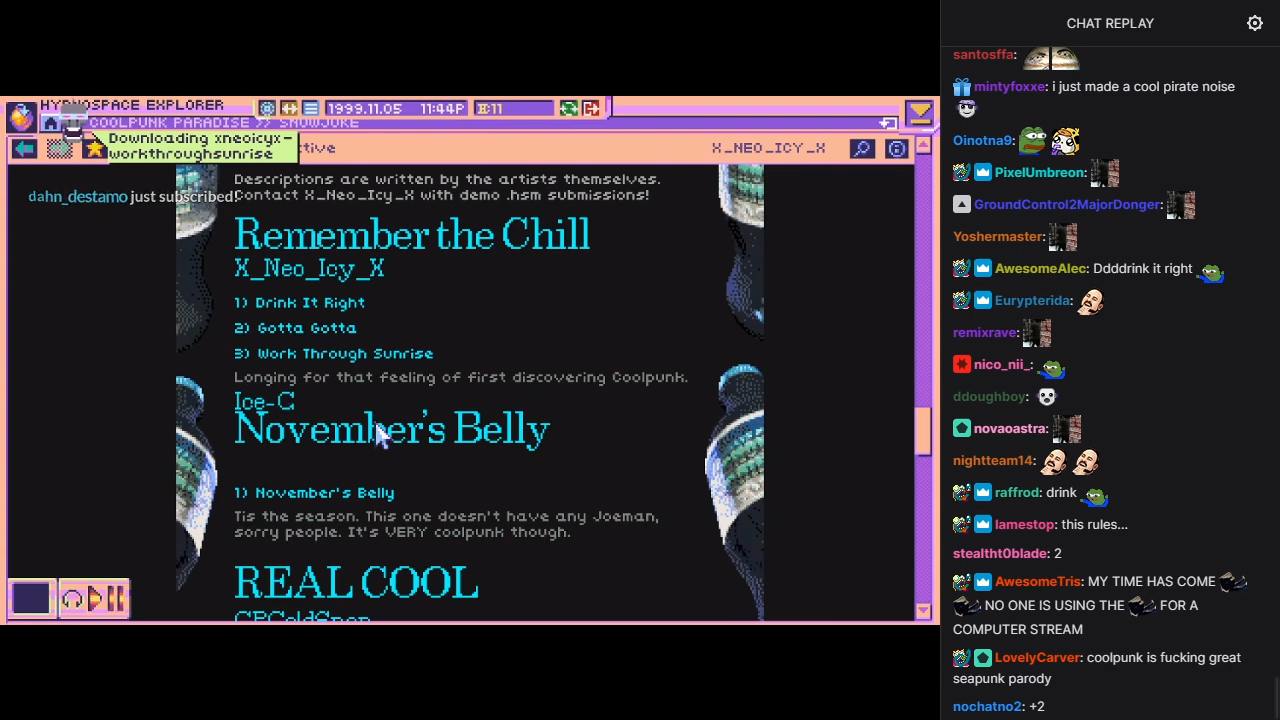 HYPNOSPACE EXPLORER
1999.11.05 11:44P
11
COOLPUNK PARADISE >> SNOWJOKE
Downloading xneoicyx-
workthroughsunrise
ctive
X_NEO_ICY_X
dahn_destamo just subscribed!
Descriptions are written by the artists themselves.
Contact X_Neo_Icy_X with demo .hsm submissions!
Remember the Chill
X_Neo_Icy_X
1) Drink It Right
2) Gotta Gotta
3) Work Through Sunrise
Longing for that feeling of first discovering Coolpunk.
Ice-C
November's Belly
1) November's Belly
Tis the season. This one doesn't have any Joeman,
sorry people. It's VERY coolpunk though.
REAL COOL
CPColdSnap
CHAT REPLAY
santosffa:
mintyfoxxe: i just made a cool pirate noise
Oinotna9:
PixelUmbreon:
GroundControl2MajorDonger:
Yoshermaster:
AwesomeAlec: Ddddrink it right
Eurypterida:
remixrave:
nico_nii_:
ddoughboy:
novaoastra:
nightteam14:
raffrod: drink
lamestop: this rules...
stealtht0blade: 2
AwesomeTris: MY TIME HAS COME
NO ONE IS USING THE FOR A
COMPUTER STREAM
LovelyCarver: coolpunk is fucking great
seapunk parody
nochatno2: +2